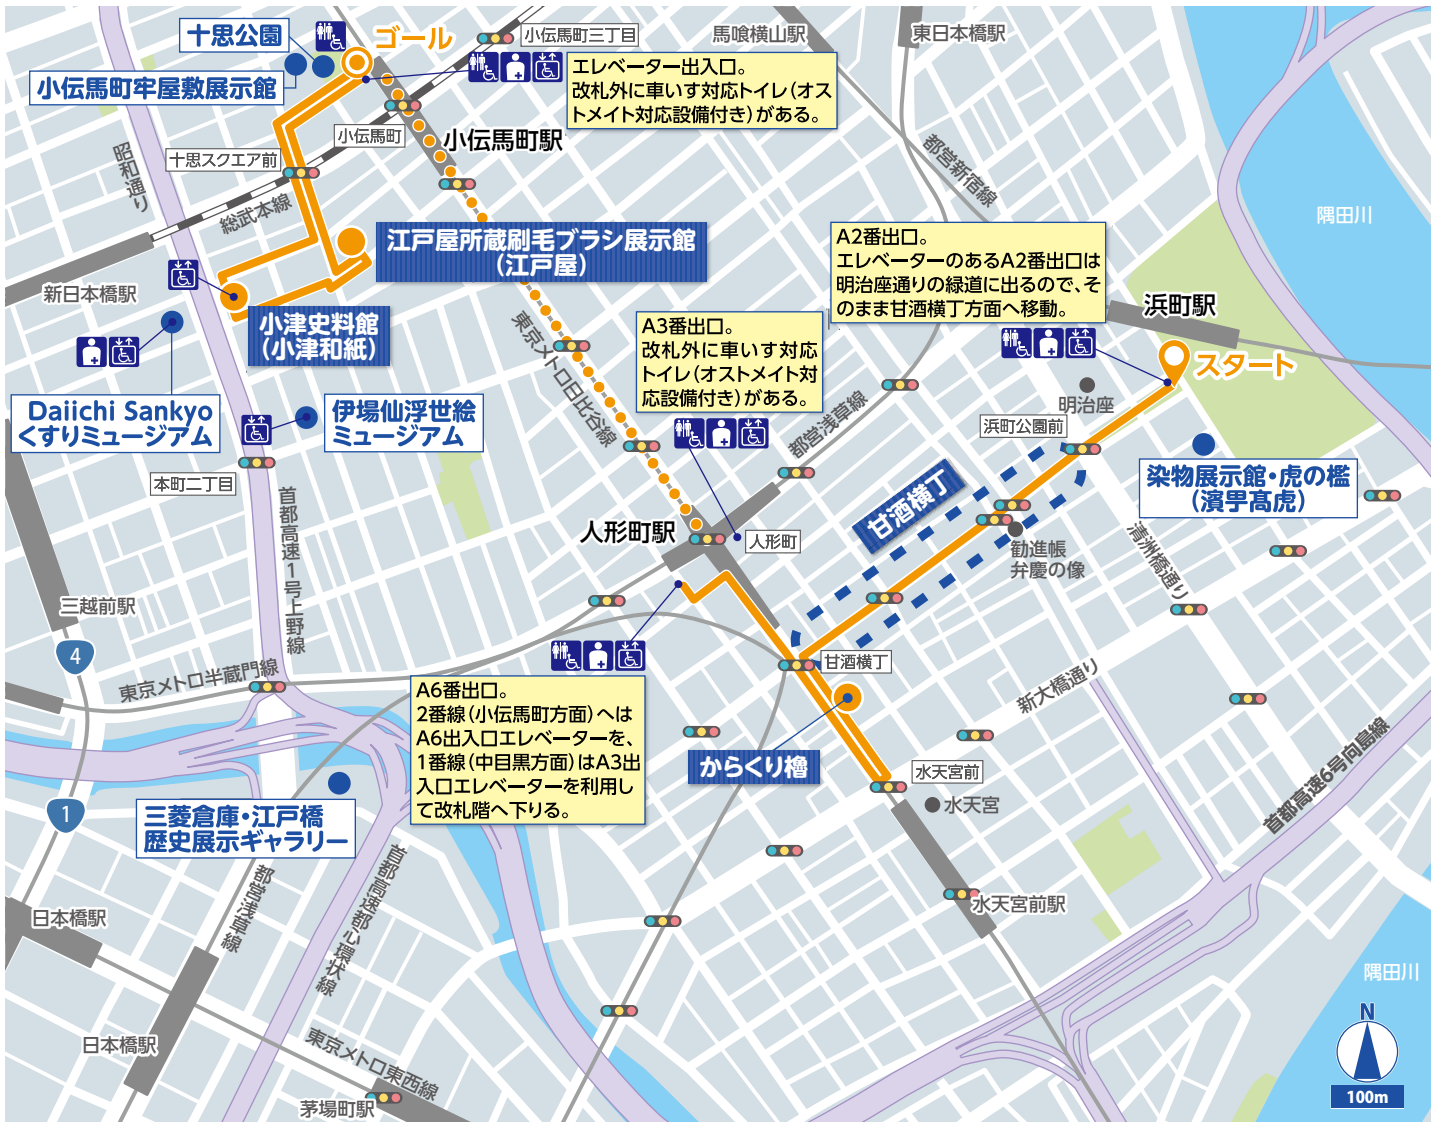 十思公園
ゴール
小伝馬町三丁目
馬喰横山駅
東日本橋駅
小伝馬町牢屋敷展示館
エレベーター出入口。
改札外に車いす対応トイレ(オス
トメイト対応設備付き)がある。
小伝馬町
小伝馬町駅
十思スクエア前
昭和通り
総武本線
都営新宿線
隅田川
江戸屋所蔵刷毛ブラシ展示館
(江戸屋)
A2番出口。
エレベーターのあるA2番出口は
明治座通りの緑道に出るので、そ
のまま甘酒横丁方面へ移動。
新日本橋駅
浜町駅
小津史料館
(小津和紙)
東京メトロ日比谷線
A3番出口。
改札外に車いす対応
トイレ(オストメイト対
応設備付き)がある。
スタート
明治座
Daiichi Sankyo
くすりミュージアム
伊場仙浮世絵
ミュージアム
都営浅草線
浜町公園前
本町二丁目
染物展示館・虎の檻
(濱甼髙虎)
首都高速1号上野線
甘酒横丁
人形町駅
人形町
勧進帳
弁慶の像
清洲橋通り
三越前駅
4
東京メトロ半蔵門線
甘酒横丁
新大橋通り
A6番出口。
2番線(小伝馬町方面)へは
A6出入口エレベーターを、
1番線(中目黒方面)はA3出
入口エレベーターを利用し
て改札階へ下りる。
からくり櫓
水天宮前
水天宮
首都高速6号向島線
1
三菱倉庫・江戸橋
歴史展示ギャラリー
都営浅草線
首都高速都心環状線
水天宮前駅
日本橋駅
隅田川
日本橋駅
東京メトロ東西線
茅場町駅
N
100m